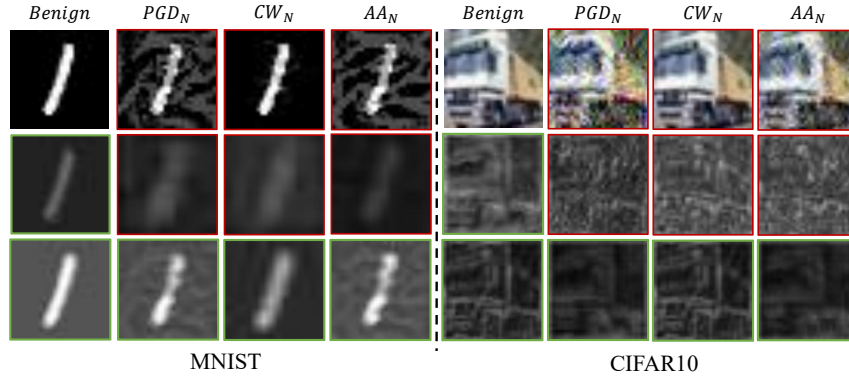 Benign PGD_N CW_N AA_N Benign PGD_N CW_N AA_N
MNIST CIFAR10